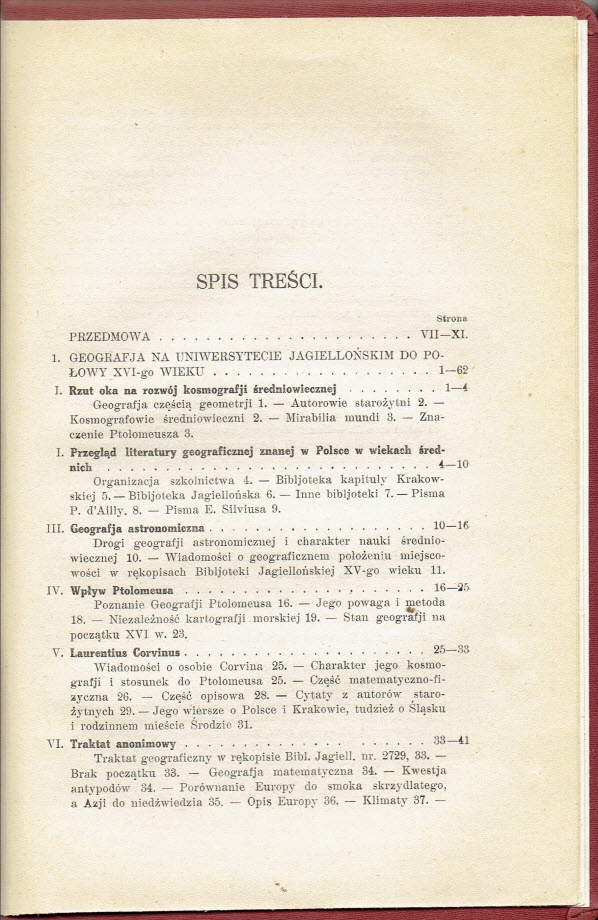 SPIS TREŚCI.
Strona
PRZEDMOWA . . . . . . . . . . . . . . . . . . . . . . VII—XI.
1. GEOGRAFJA NA UNIWERSYTECIE JAGIELLOŃSKIM DO PO-
ŁOWY XVI-go WIEKU . . . . . . . . . . . . . . . . . . . 1—62
I. Rzut oka na rozwój kosmografji średniowiecznej . . . . . . . . 1—4
Geografja częścią geometrji 1. — Autorowie starożytni 2. —
Kosmografowie średniowieczni 2. — Mirabilia mundi 3. — Zna-
czenie Ptolomeusza 3.
I. Przegląd literatury geograficznej znanej w Polsce w wiekach śred-
nich . . . . . . . . . . . . . . . . . . . . . . . . . . . . 4—10
Organizacja szkolnictwa 4. — Bibljoteka kapituły Krakow-
skiej 5. — Bibljoteka Jagiellońska 6. — Inne bibljoteki 7. — Pisma
P. d'Ailly. 8. — Pisma E. Silviusa 9.
III. Geografja astronomiczna . . . . . . . . . . . . . . . . . . . 10—16
Drogi geografji astronomicznej i charakter nauki średnio-
wiecznej 10. — Wiadomości o geograficznem położeniu miejsco-
wości w rękopisach Bibljoteki Jagiellońskiej XV-go wieku 11.
IV. Wpływ Ptolomeusa . . . . . . . . . . . . . . . . . . . . . . 16—25
Poznanie Geografji Ptolomeusa 16. — Jego powaga i metoda
18. — Niezależność kartografji morskiej 19. — Stan geografji na
początku XVI w. 23.
V. Laurentius Corvinus . . . . . . . . . . . . . . . . . . . . . 25—33
Wiadomości o osobie Corvina 25. — Charakter jego kosmo-
grafji i stosunek do Ptolomeusa 25. — Część matematyczno-fi-
zyczna 26. — Część opisowa 28. — Cytaty z autorów staro-
żytnych 29. — Jego wiersze o Polsce i Krakowie, tudzież o Śląsku
i rodzinnem mieście Środzie 31.
VI. Traktat anonimowy . . . . . . . . . . . . . . . . . . . . . 33—41
Traktat geograficzny w rękopisie Bibl. Jagiell. nr. 2729, 33. —
Brak początku 33. — Geografja matematyczna 34. — Kwestja
antypodów 34. — Porównanie Europy do smoka skrzydlatego,
a Azji do niedźwiedzia 35. — Opis Europy 36. — Klimaty 37. —